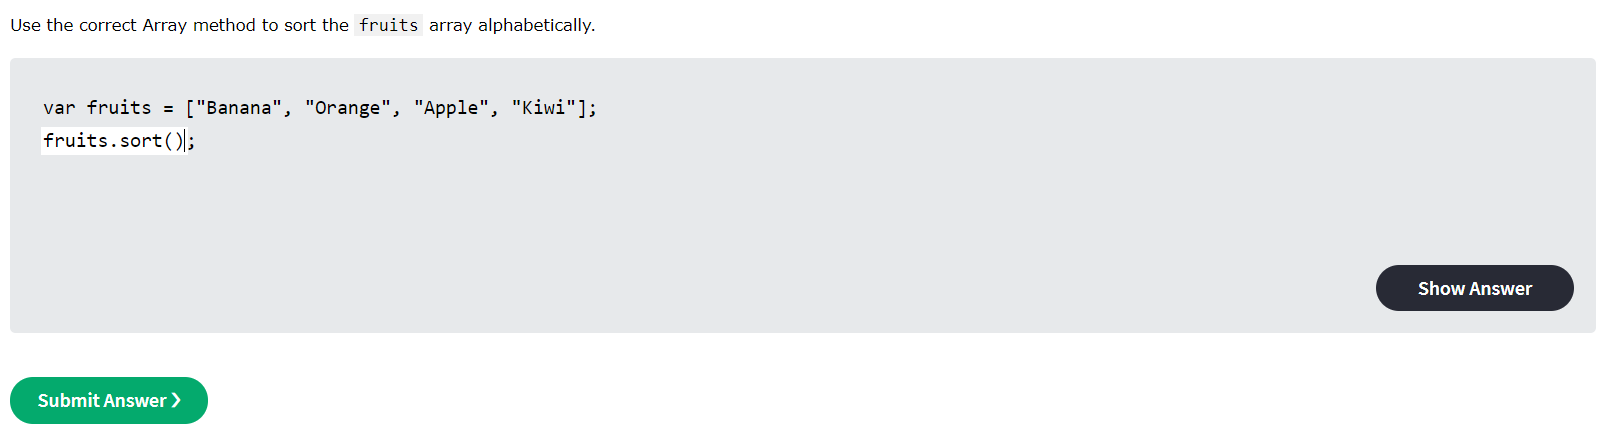 Use the correct Array method to sort the fruits array alphabetically.
var fruits = ["Banana", "Orange", "Apple", "Kiwi"];
fruits.sort();
Show Answer
Submit Answer ❯